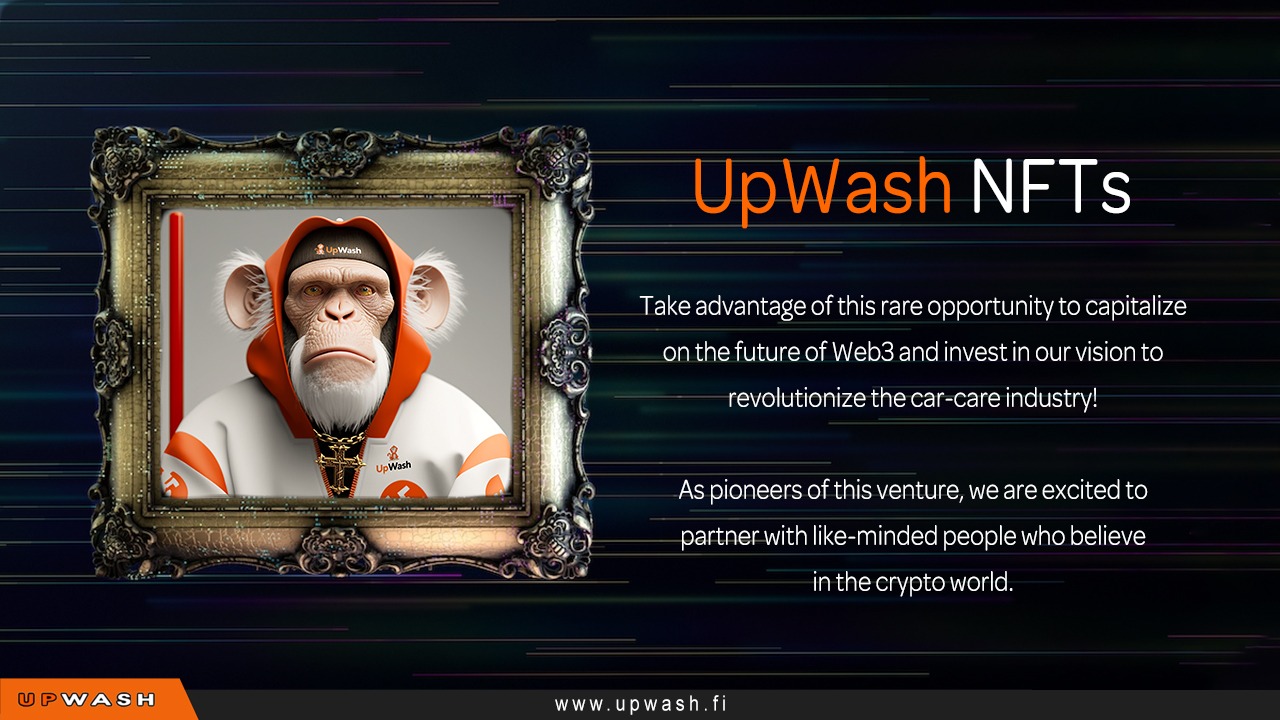 UpWash NFTs
Take advantage of this rare opportunity to capitalize
on the future of Web3 and invest in our vision to
revolutionize the car-care industry!
As pioneers of this venture, we are excited to
partner with like-minded people who believe
in the crypto world.
UpWash
UpWash
UPWASH
www.upwash.fi